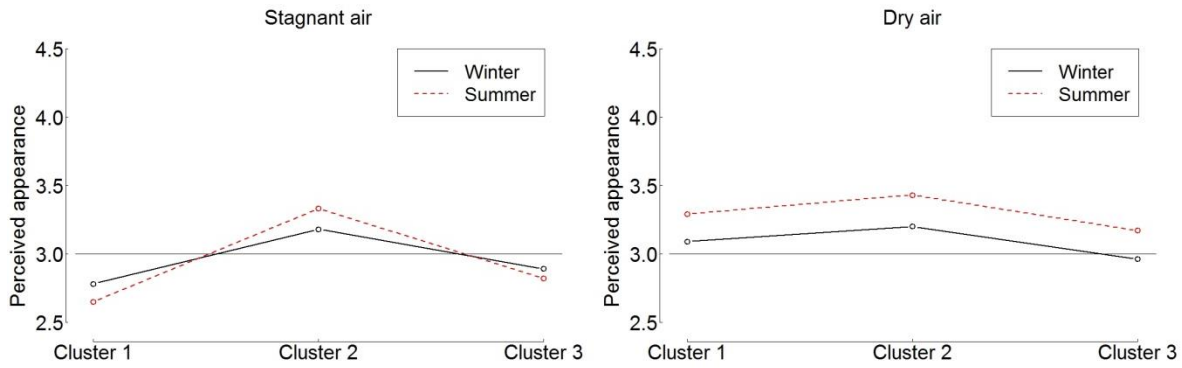 Stagnant air
Perceived appearance
4.5
4.0
3.5
3.0
2.5
Winter
Summer
Cluster 1
Cluster 2
Cluster 3
Dry air
Perceived appearance
4.5
4.0
3.5
3.0
2.5
Winter
Summer
Cluster 1
Cluster 2
Cluster 3